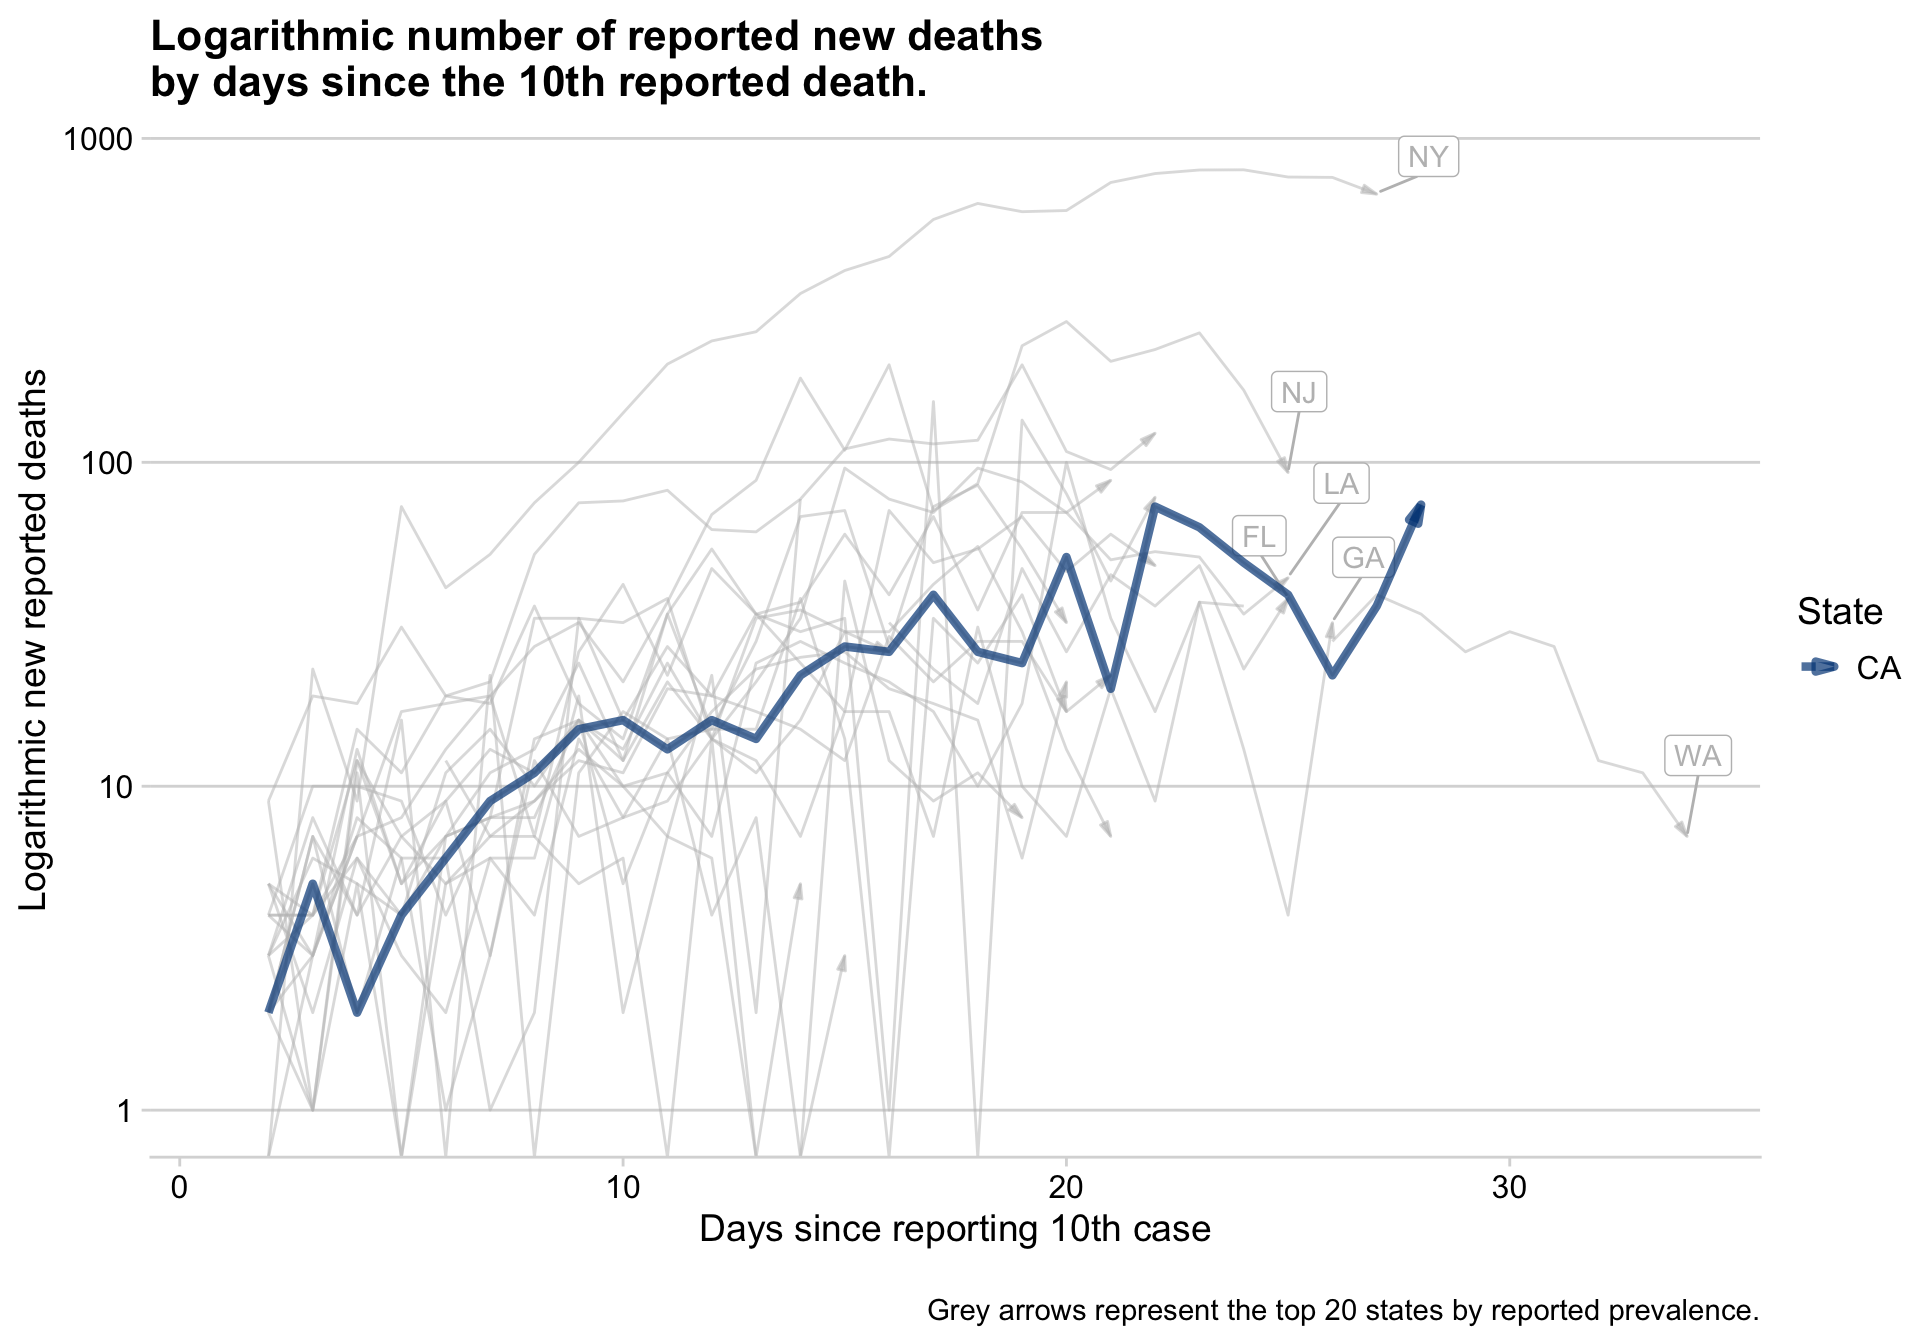 Logarithmic number of reported new deaths
by days since the 10th reported death.
1000
100
10
1
Logarithmic new reported deaths
NY
NJ
LA
FL
GA
WA
State
CA
0
10
20
30
Days since reporting 10th case
Grey arrows represent the top 20 states by reported prevalence.